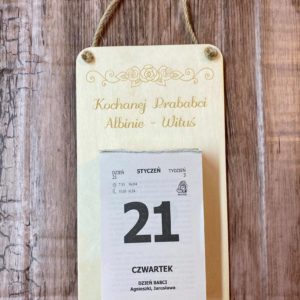 Kochanej Prababci
Albinie - Wituś
DZIEŃ STYCZEŃ TYDZIEŃ
21 3
21
CZWARTEK
DZIEŃ BABCI
Agnieszki, Jarosława